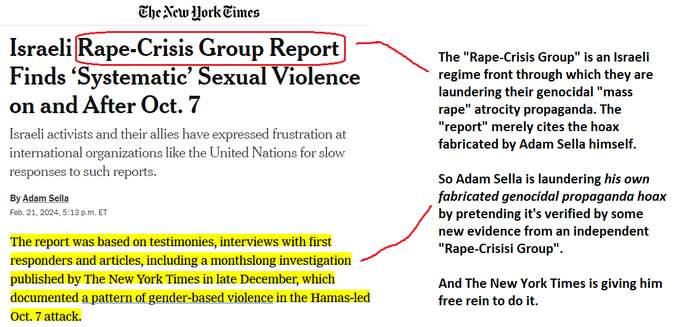 The New York Times
Israeli Rape-Crisis Group Report
Finds ‘Systematic’ Sexual Violence
on and After Oct. 7
Israeli activists and their allies have expressed frustration at
international organizations like the United Nations for slow
responses to such reports.
By Adam Sella
Feb. 21, 2024, 5:13 p.m. ET
The report was based on testimonies, interviews with first
responders and articles, including a monthslong investigation
published by The New York Times in late December, which
documented a pattern of gender-based violence in the Hamas-led
Oct. 7 attack.
The "Rape-Crisis Group" is an Israeli
regime front through which they are
laundering their genocidal "mass
rape" atrocity propaganda. The
"report" merely cites the hoax
fabricated by Adam Sella himself.
So Adam Sella is laundering his own
fabricated genocidal propaganda hoax
by pretending it's verified by some
new evidence from an independent
"Rape-Crisisi Group".
And The New York Times is giving him
free rein to do it.